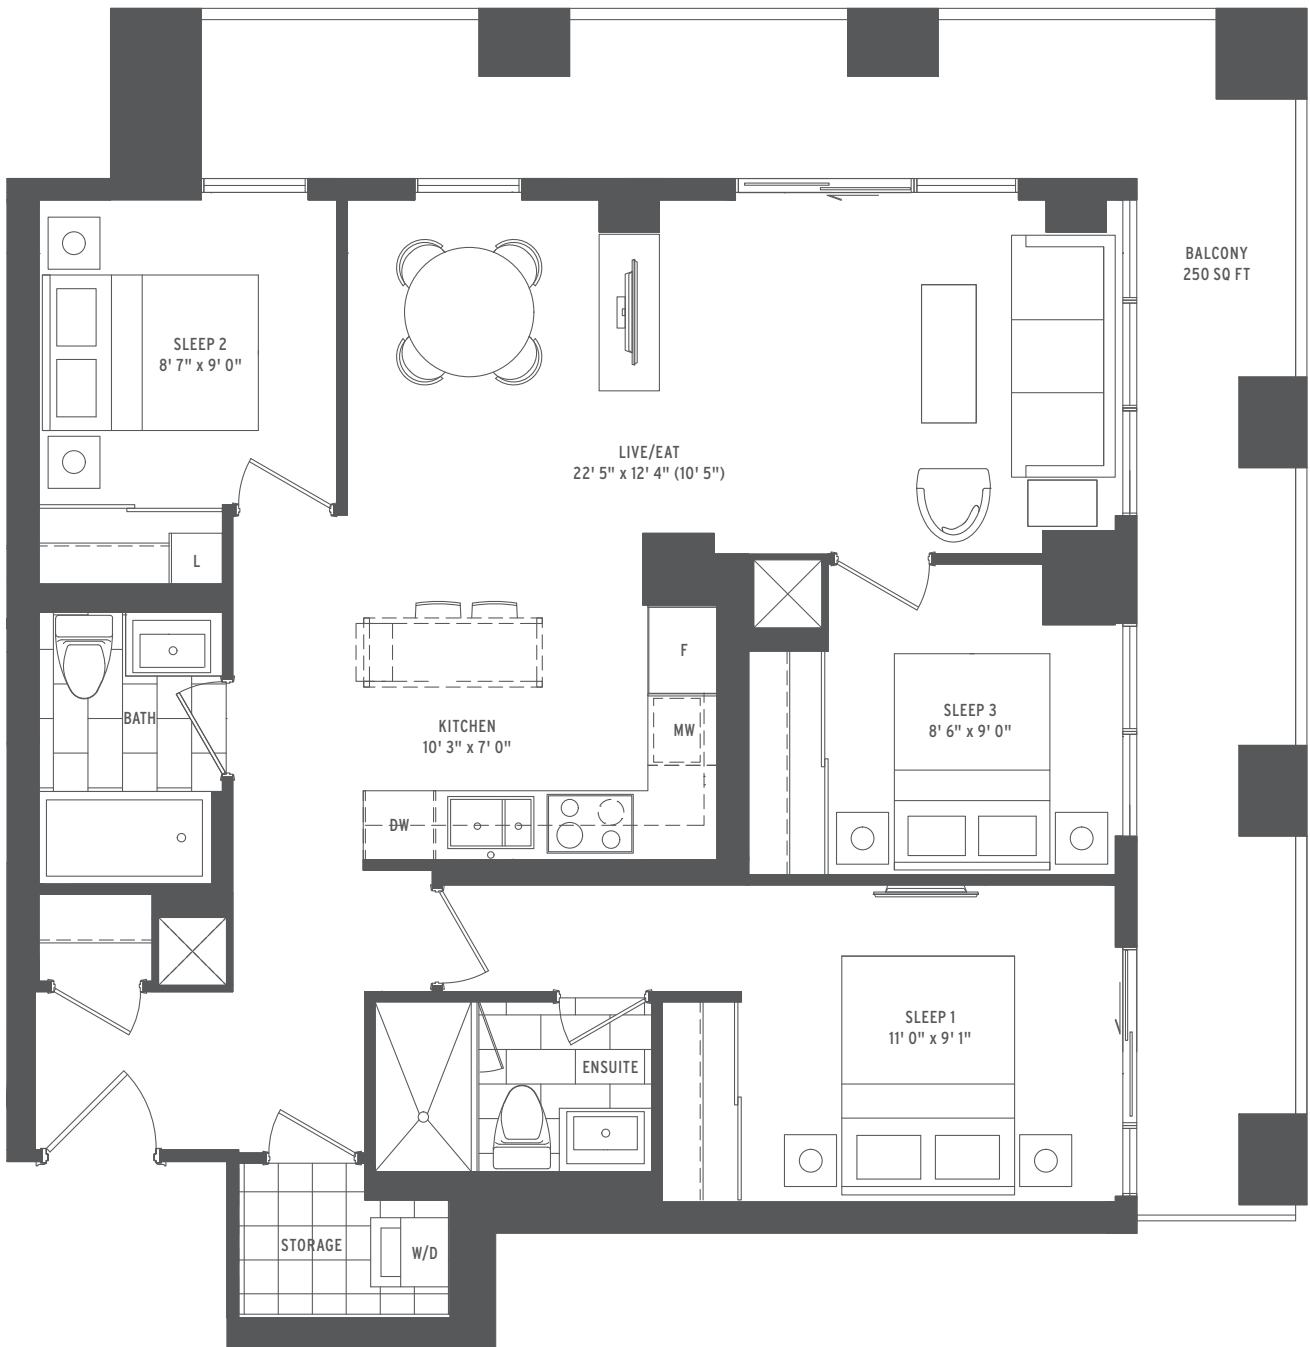 BALCONY
250 SQ FT
SLEEP 2
8' 7" x 9' 0"
LIVE/EAT
22' 5" x 12' 4" (10' 5")
L
F
BATH
KITCHEN
10' 3" x 7' 0"
MW
SLEEP 3
8' 6" x 9' 0"
DW
SLEEP 1
11' 0" x 9' 1"
ENSUITE
STORAGE
W/D